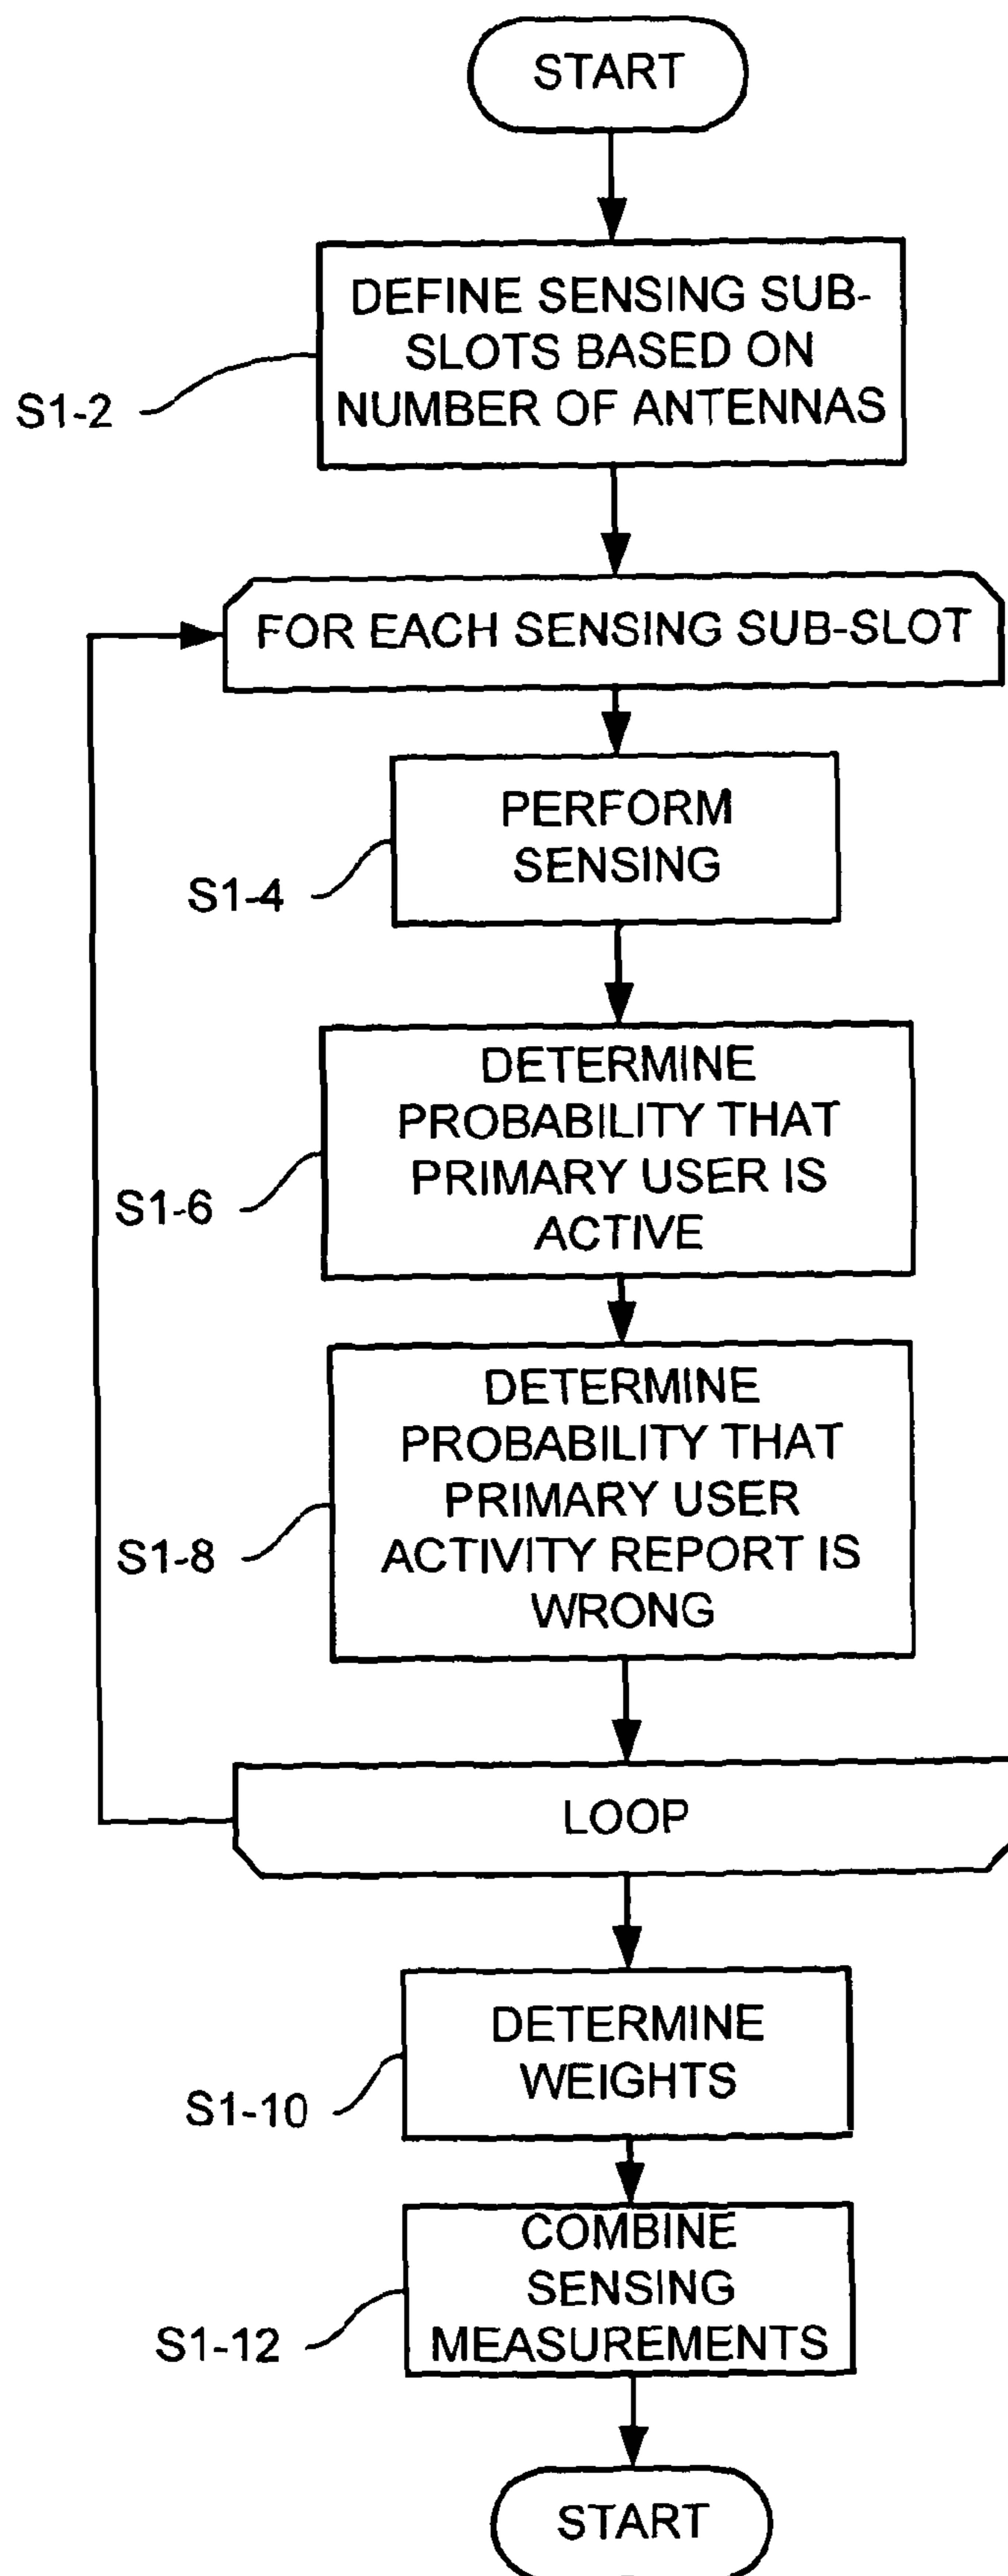 START
DEFINE SENSING SUB-
SLOTS BASED ON
NUMBER OF ANTENNAS
S1-2
FOR EACH SENSING SUB-SLOT
PERFORM
SENSING
S1-4
DETERMINE
PROBABILITY THAT
PRIMARY USER IS
ACTIVE
S1-6
DETERMINE
PROBABILITY THAT
PRIMARY USER
ACTIVITY REPORT IS
WRONG
S1-8
LOOP
DETERMINE
WEIGHTS
S1-10
COMBINE
SENSING
MEASUREMENTS
S1-12
START